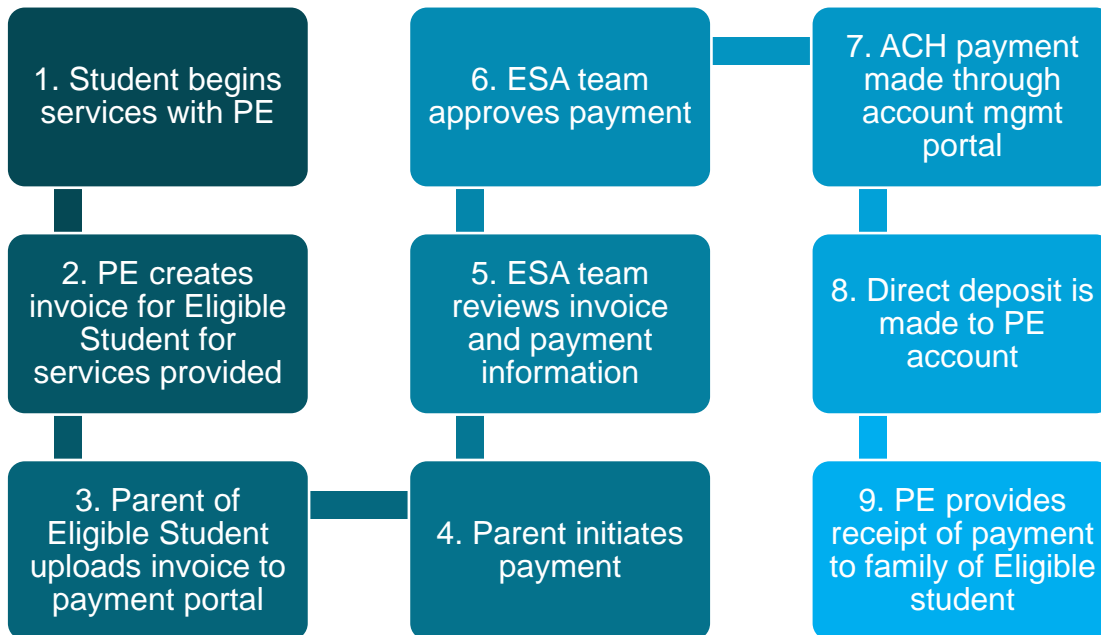 1. Student begins
services with PE
2. PE creates
invoice for Eligible
Student for
services provided
3. Parent of
Eligible Student
uploads invoice to
payment portal
4. Parent initiates
payment
5. ESA team
reviews invoice
and payment
information
6. ESA team
approves payment
7. ACH payment
made through
account mgmt
portal
8. Direct deposit is
made to PE
account
9. PE provides
receipt of payment
to family of Eligible
student